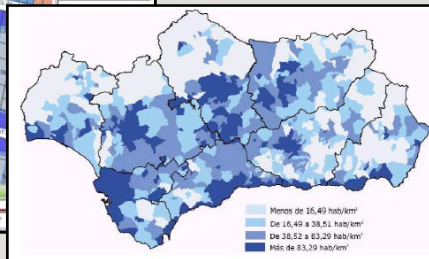 Menos de 16,49 hab/km²
De 16,49 a 38,51 hab/km²
De 38,52 a 83,29 hab/km²
Más de 83,29 hab/km²